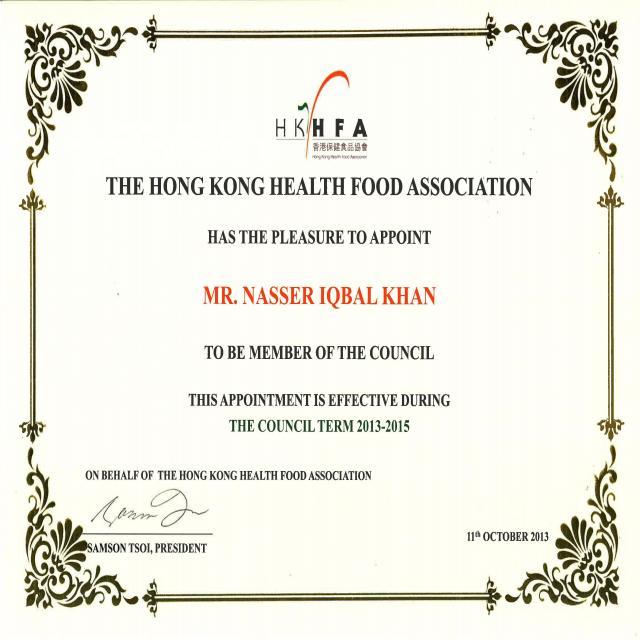 HKHFA
香港保健食品協會
Hong Kong Health Food Association
THE HONG KONG HEALTH FOOD ASSOCIATION
HAS THE PLEASURE TO APPOINT
MR. NASSER IQBAL KHAN
TO BE MEMBER OF THE COUNCIL
THIS APPOINTMENT IS EFFECTIVE DURING
THE COUNCIL TERM 2013-2015
ON BEHALF OF THE HONG KONG HEALTH FOOD ASSOCIATION
SAMSON TSOI, PRESIDENT
11th OCTOBER 2013